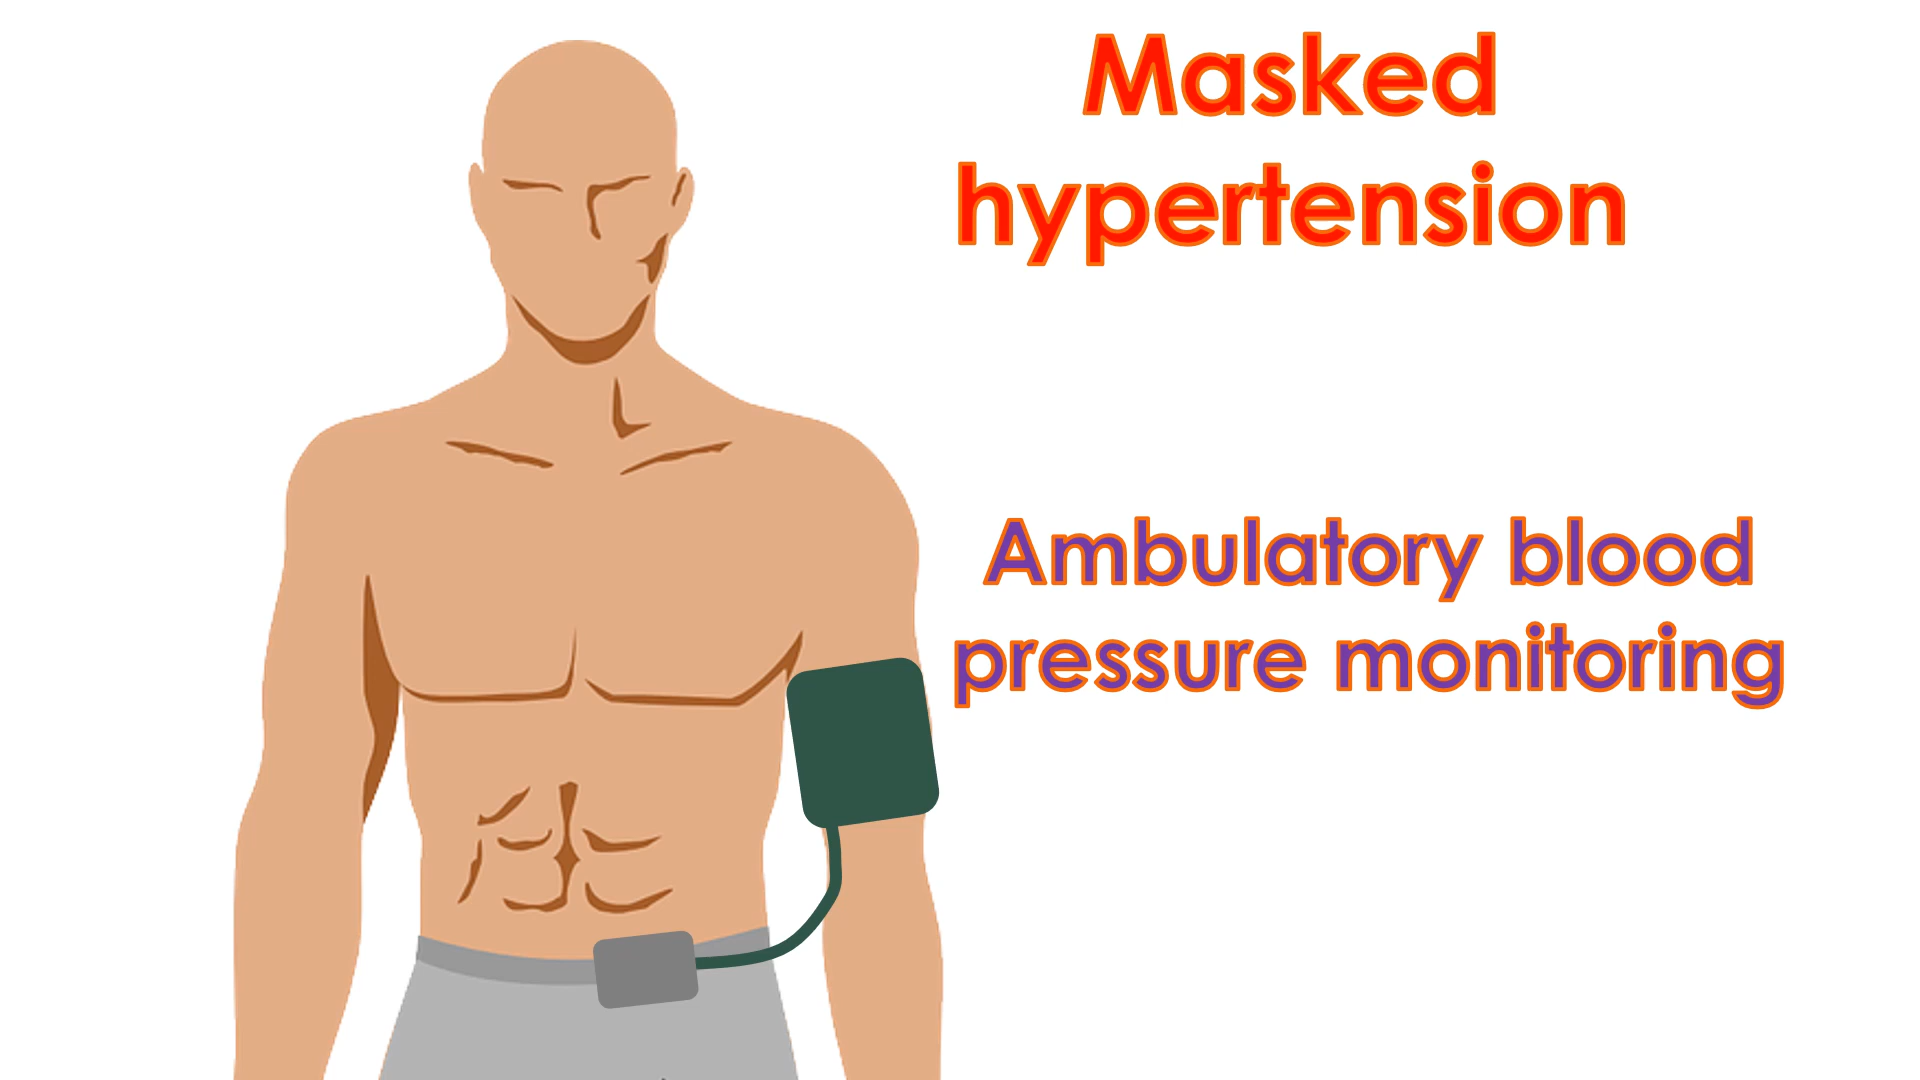 Masked
hypertension
Ambulatory blood
pressure monitoring